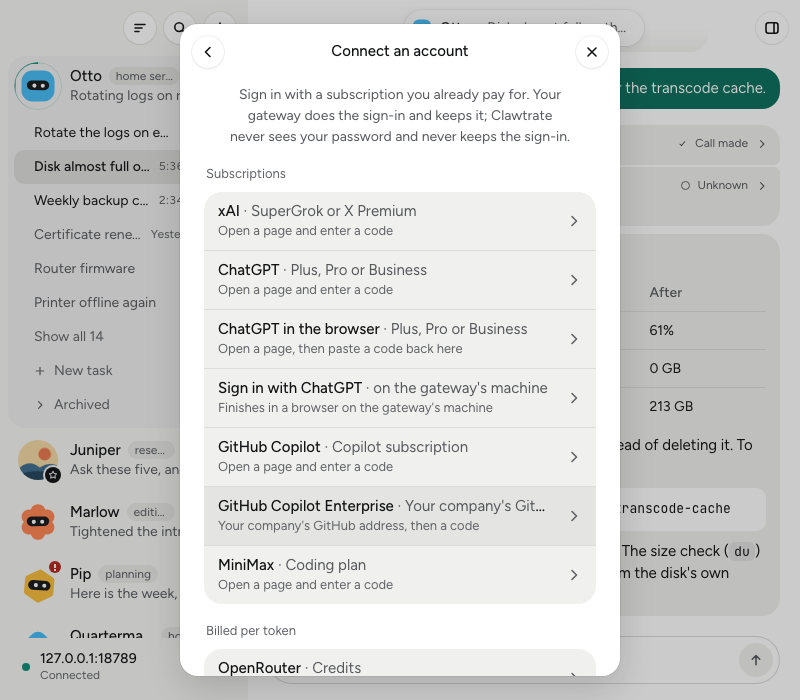 Connect an account
Sign in with a subscription you already pay for. Your
gateway does the sign-in and keeps it; Clawtrate
never sees your password and never keeps the sign-in.
Subscriptions
xAI · SuperGrok or X Premium
Open a page and enter a code
ChatGPT · Plus, Pro or Business
Open a page and enter a code
ChatGPT in the browser · Plus, Pro or Business
Open a page, then paste a code back here
Sign in with ChatGPT · on the gateway's machine
Finishes in a browser on the gateway's machine
GitHub Copilot · Copilot subscription
Open a page and enter a code
GitHub Copilot Enterprise · Your company's Git...
Your company's GitHub address, then a code
MiniMax · Coding plan
Open a page and enter a code
Billed per token
OpenRouter · Credits
Otto home ser...
Rotating logs on
Rotate the logs on e...
Disk almost full o... 5:36
Weekly backup c... 2:34
Certificate rene... Yeste
Router firmware
Printer offline again
Show all 14
New task
Archived
Juniper rese...
Ask these five, an
Marlow editi...
Tightened the int
Pip planning
Here is the week,
Quarterma
127.0.0.1:18789
Connected
the transcode cache.
Call made
Unknown
After
61%
0 GB
213 GB
ead of deleting it. To
transcode-cache
The size check ( du )
m the disk's own